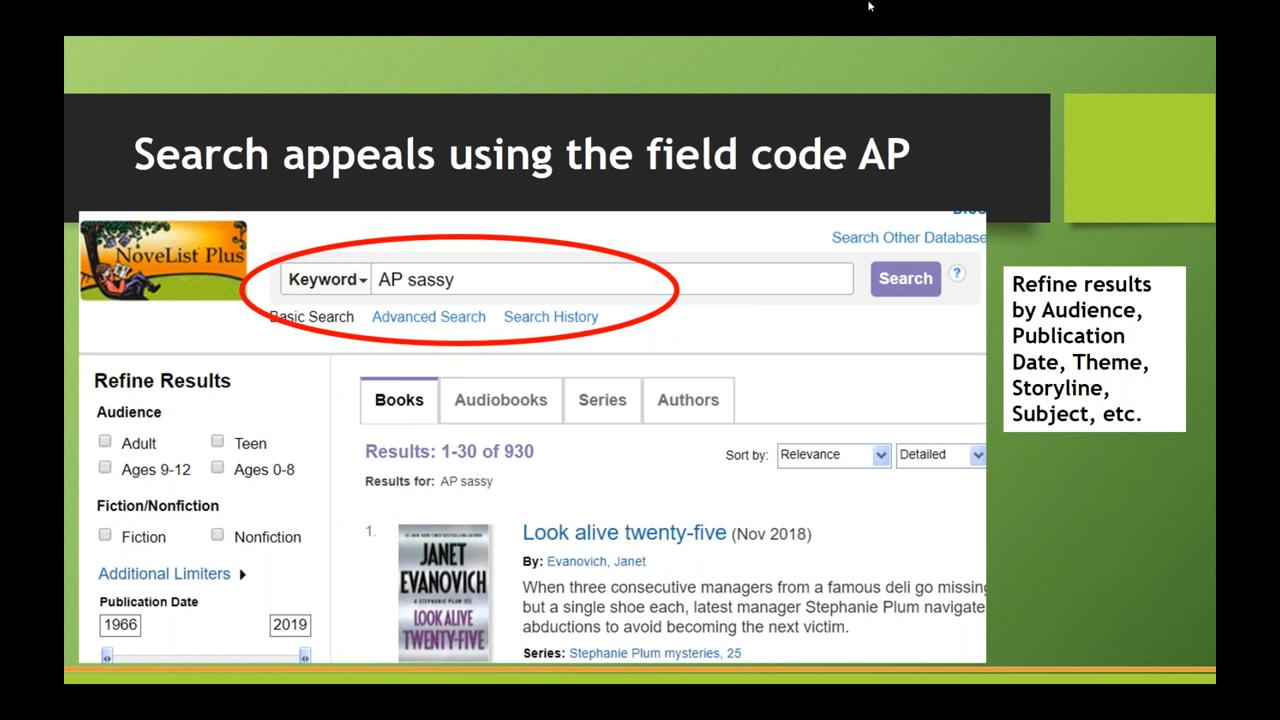 Search appeals using the field code AP
Search Other Database
NoveList Plus
Keyword
AP sassy
Search
?
Basic Search
Advanced Search
Search History
Refine results
by Audience,
Publication
Date, Theme,
Storyline,
Subject, etc.
Refine Results
Audience
Adult
Teen
Ages 9-12
Ages 0-8
Fiction/Nonfiction
Fiction
Nonfiction
Additional Limiters
Publication Date
1966
2019
Books
Audiobooks
Series
Authors
Results: 1-30 of 930
Sort by:
Relevance
Detailed
Results for: AP sassy
1.
JANET
EVANOVICH
A STEPHANIE PLUM
LOOK ALIVE
TWENTY-FIVE
Look alive twenty-five (Nov 2018)
By: Evanovich, Janet
When three consecutive managers from a famous deli go missing
but a single shoe each, latest manager Stephanie Plum navigate
abductions to avoid becoming the next victim.
Series: Stephanie Plum mysteries, 25